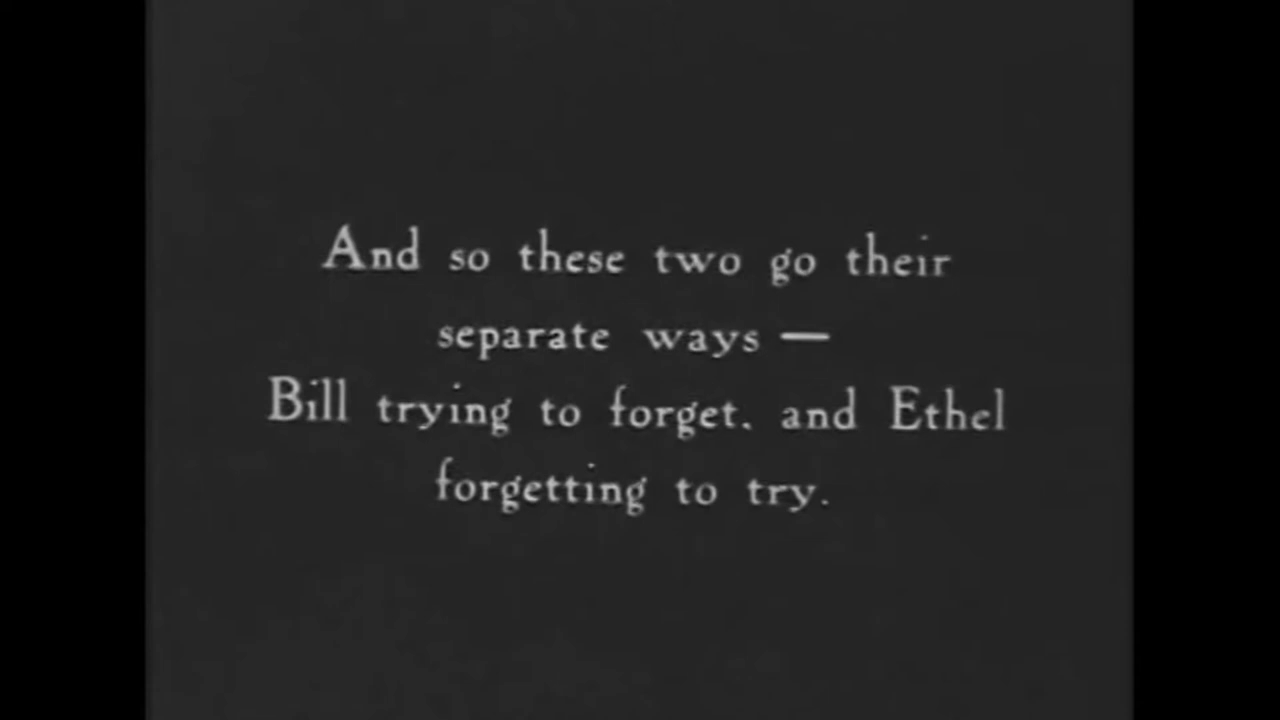 And so these two go their
separate ways —
Bill trying to forget, and Ethel
forgetting to try.